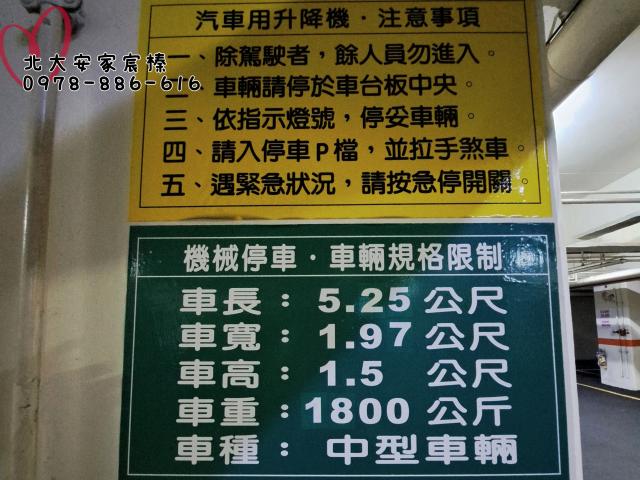 北大安家宸榛
0978-886-616
汽車用升降機·注意事項
一、除駕駛者，餘人員勿進入。
二、車輛請停於車台板中央。
三、依指示燈號，停妥車輛。
四、請入停車P檔，並拉手煞車。
五、遇緊急狀況，請按急停開關。
機械停車·車輛規格限制
車長：5.25公尺
車寬：1.97公尺
車高：1.5 公尺
車重：1800公斤
車種：中型車輛